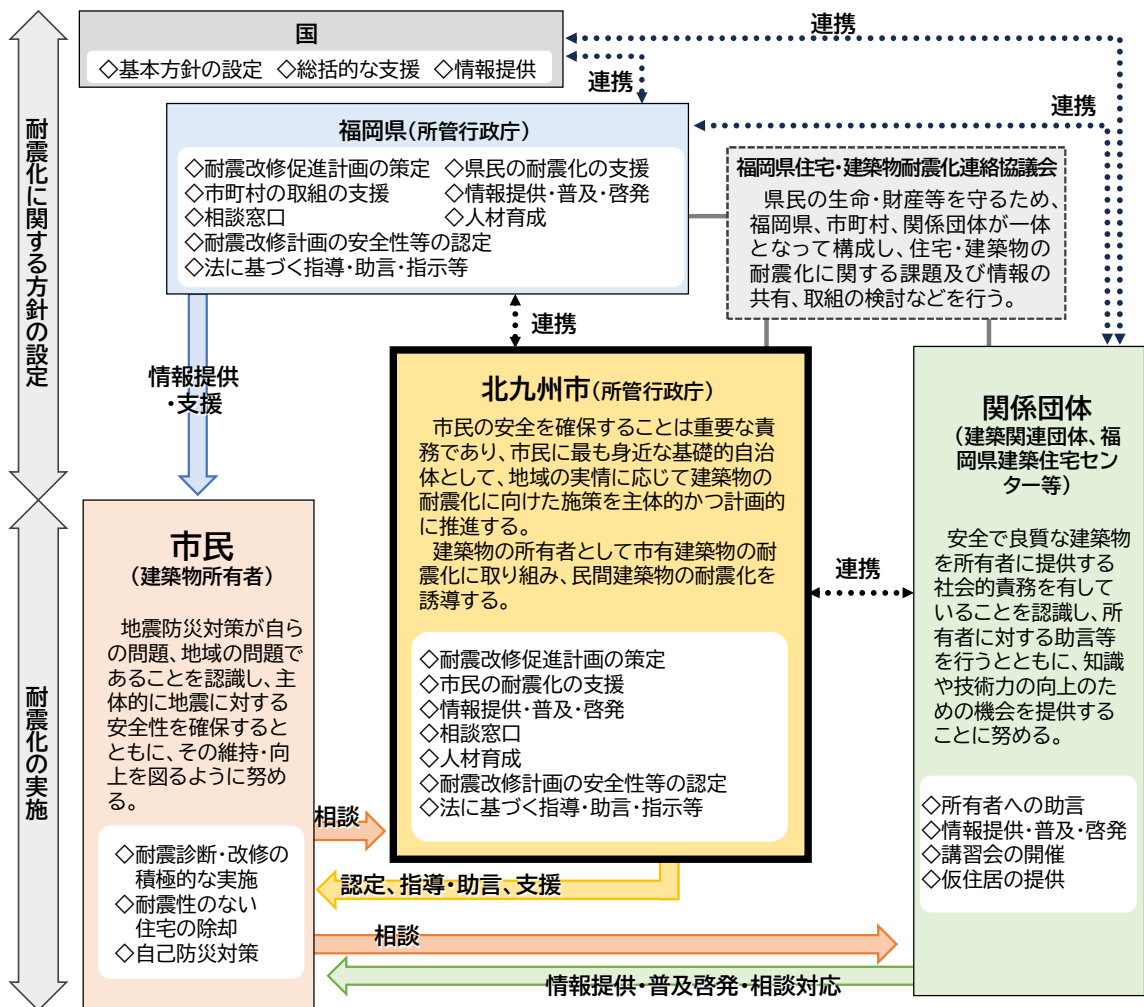 国
◇基本方針の設定 ◇総括的な支援 ◇情報提供
連携
連携
連携
福岡県(所管行政庁)
◇耐震改修促進計画の策定 ◇県民の耐震化の支援
◇市町村の取組の支援 ◇情報提供・普及・啓発
◇相談窓口 ◇人材育成
◇耐震改修計画の安全性等の認定
◇法に基づく指導・助言・指示等
福岡県住宅・建築物耐震化連絡協議会
県民の生命・財産等を守るため、
福岡県、市町村、関係団体が一体
となって構成し、住宅・建築物の
耐震化に関する課題及び情報の
共有、取組の検討などを行う。
耐震化に関する方針の設定
連携
情報提供
・支援
北九州市(所管行政庁)
市民の安全を確保することは重要な責
務であり、市民に最も身近な基礎的自治
体として、地域の実情に応じて建築物の
耐震化に向けた施策を主体的かつ計画的
に推進する。
建築物の所有者として市有建築物の耐
震化に取り組み、民間建築物の耐震化を
誘導する。
◇耐震改修促進計画の策定
◇市民の耐震化の支援
◇情報提供・普及・啓発
◇相談窓口
◇人材育成
◇耐震改修計画の安全性等の認定
◇法に基づく指導・助言・指示等
連携
関係団体
(建築関連団体、福
岡県建築住宅セン
ター等)
安全で良質な建築物
を所有者に提供する
社会的責務を有して
いることを認識し、所
有者に対する助言等
を行うとともに、知識
や技術力の向上のた
めの機会を提供する
ことに努める。
◇所有者への助言
◇情報提供・普及・啓発
◇講習会の開催
◇仮住居の提供
耐震化の実施
市民
(建築物所有者)
地震防災対策が自ら
の問題、地域の問題で
あることを認識し、主
体的に地震に対する
安全性を確保すると
ともに、その維持・向
上を図るように努め
る。
◇耐震診断・改修の
積極的な実施
◇耐震性のない
住宅の除却
◇自己防災対策
相談
認定、指導・助言、支援
相談
情報提供・普及啓発・相談対応